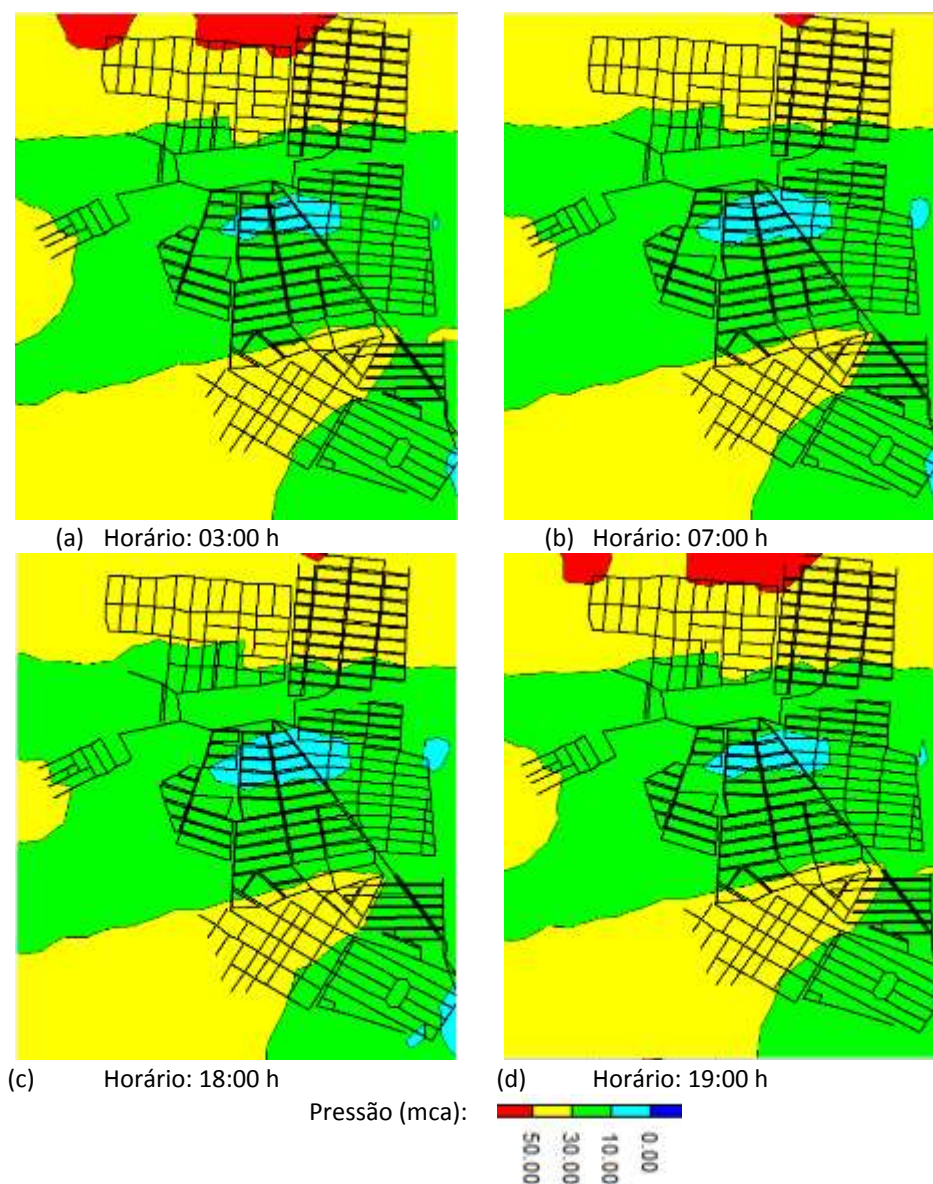 (a) Horário: 03:00 h
(b) Horário: 07:00 h
(c) Horário: 18:00 h
(d) Horário: 19:00 h
Pressão (mca):
50.00
30.00
10.00
0.00